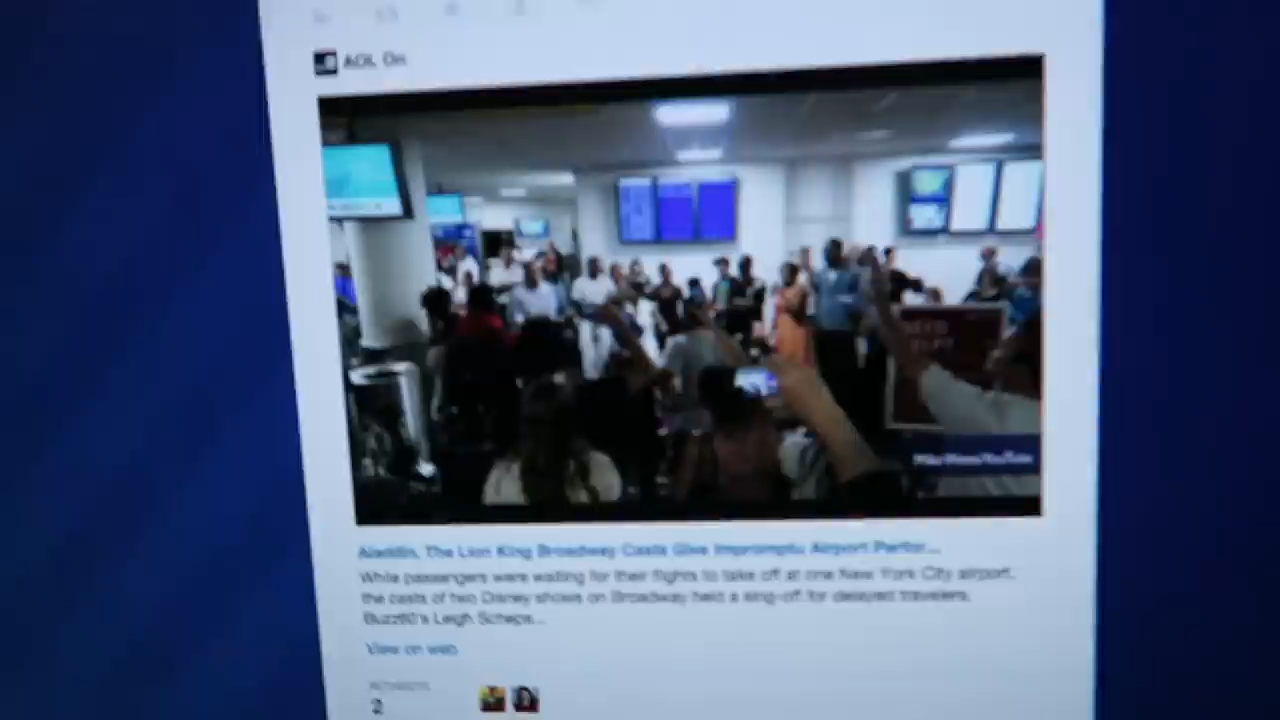 AOL On
Aladdin, The Lion King Broadway Casts Give Impromptu Airport Perfor...
While passengers were waiting for their flights to take off at one New York City airport,
the casts of two Disney shows on Broadway held a sing-off for delayed travelers.
Buzz60's Leigh Scheps...
View on web
RETWEETS
2